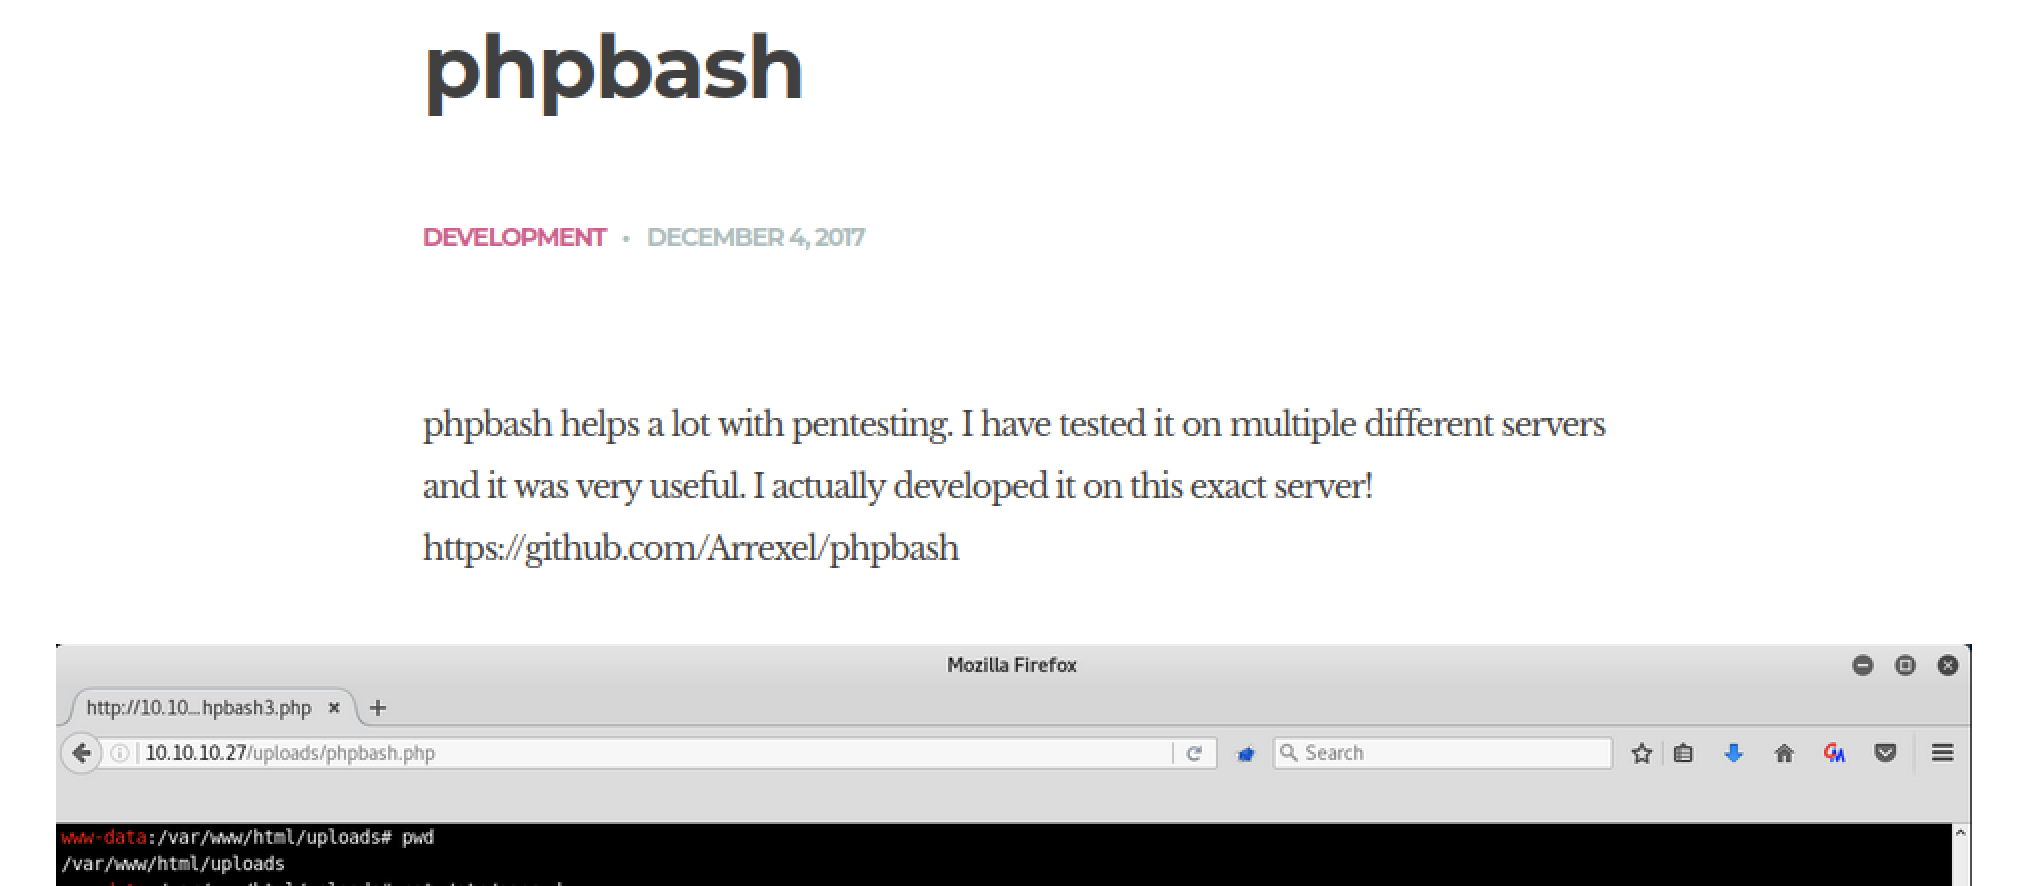 phpbash
DEVELOPMENT • DECEMBER 4, 2017
phpbash helps a lot with pentesting. I have tested it on multiple different servers
and it was very useful. I actually developed it on this exact server!
https://github.com/Arrexel/phpbash
Mozilla Firefox
http://10.10...hpbash3.php
10.10.10.27/uploads/phpbash.php
Search
www-data:/var/www/html/uploads# pwd
/var/www/html/uploads